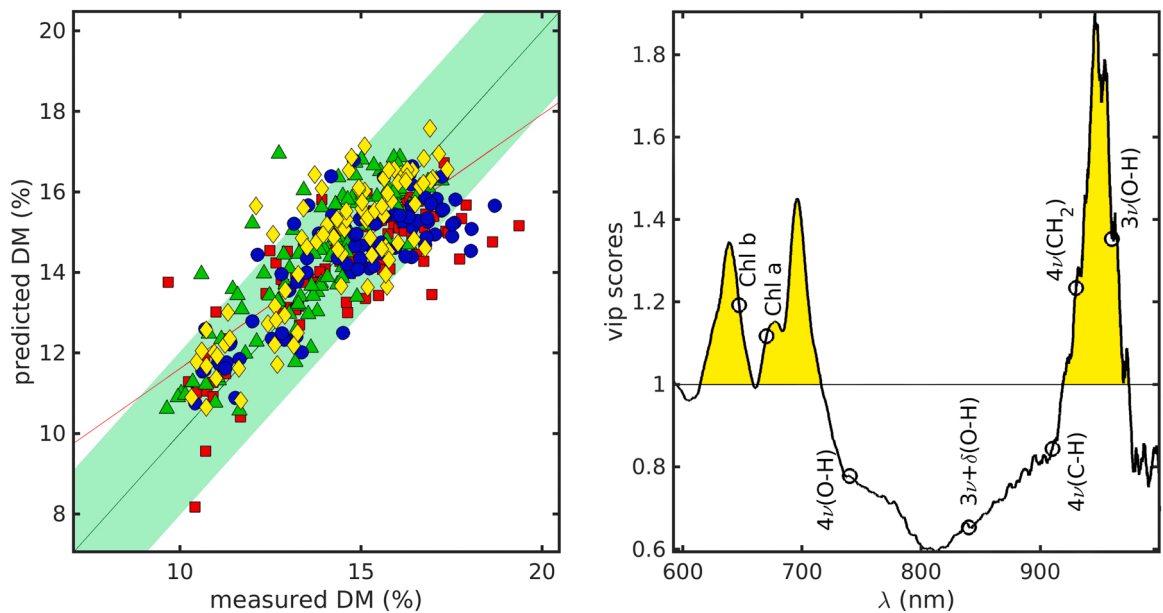 20
18
16
14
12
10
8
predicted DM (%)
10
15
20
measured DM (%)
1.8
1.6
1.4
1.2
1
0.8
0.6
vip scores
Chl b
Chl a
4ν(O-H)
3ν+δ(O-H)
4ν(C-H)
4ν(CH₂)
3ν(O-H)
600
700
800
900
λ (nm)